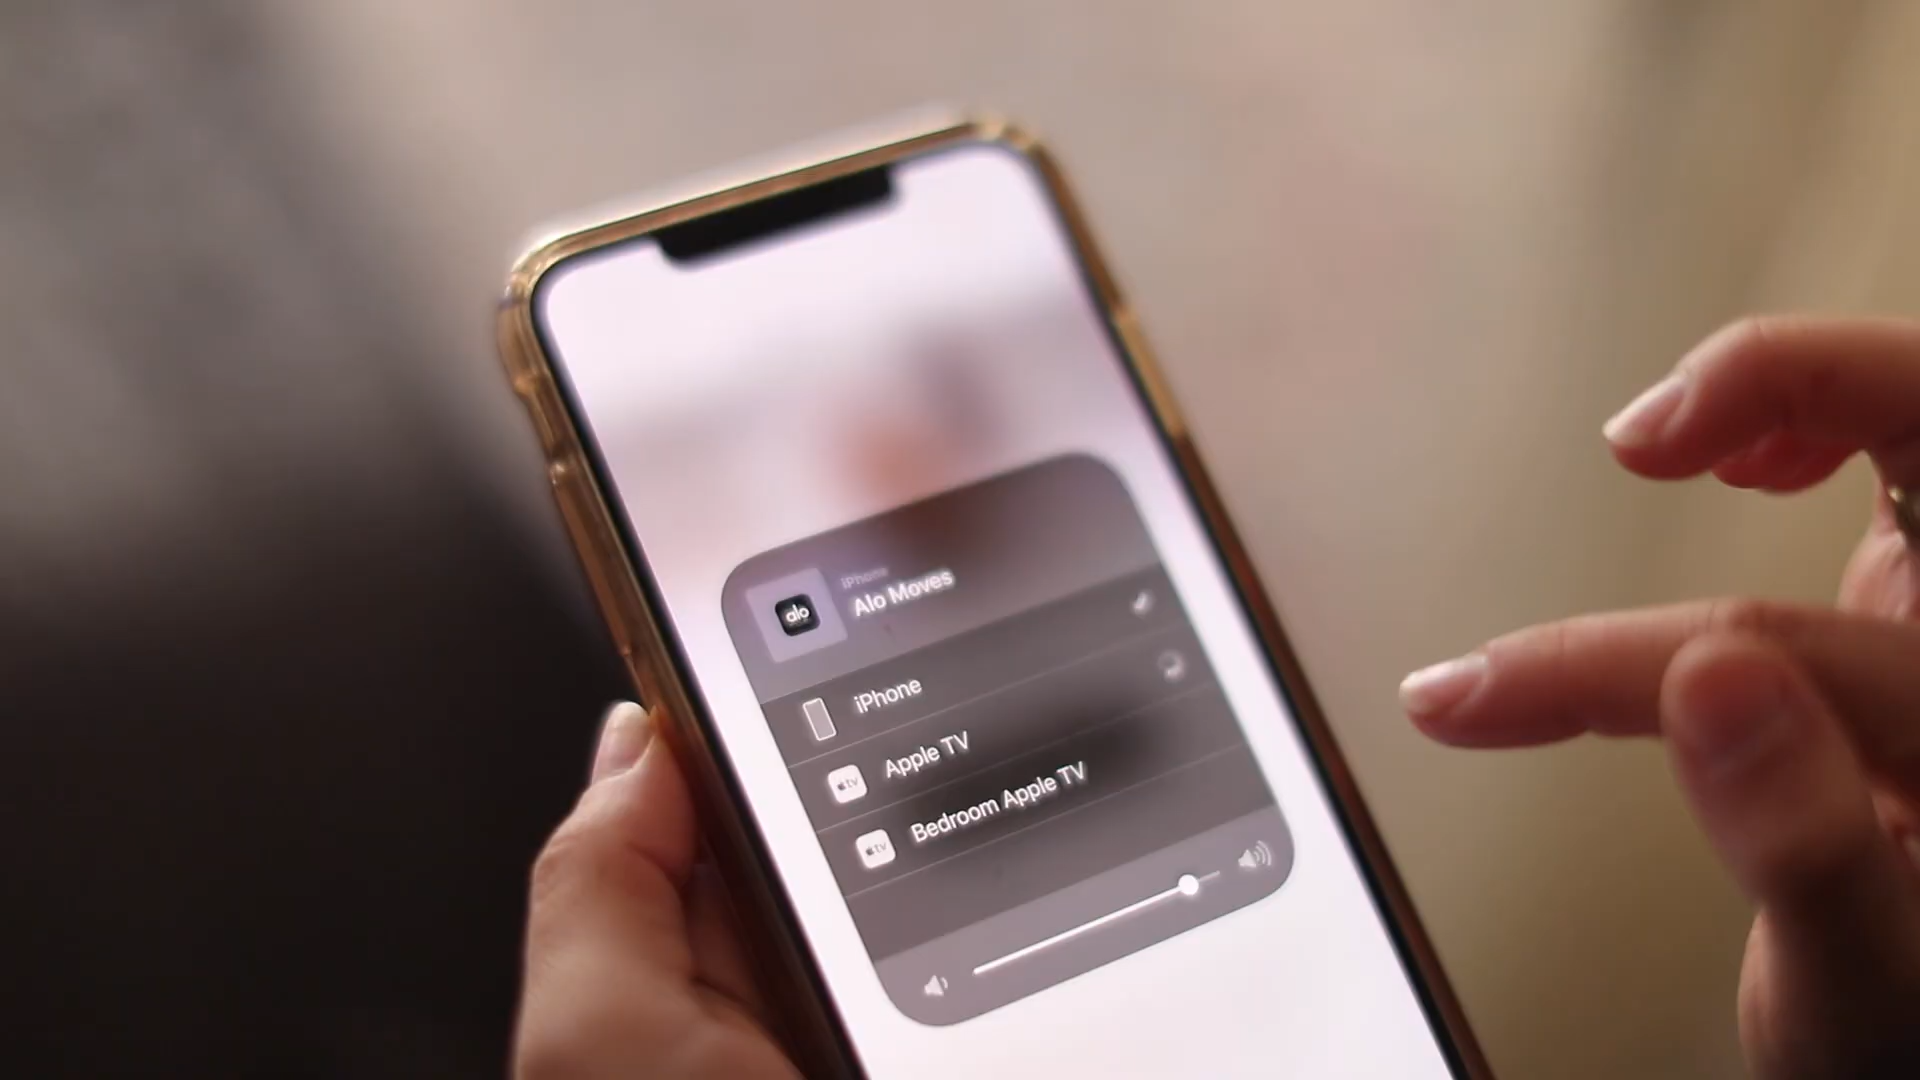 alo
iPhone
Alo Moves
iPhone
tv
Apple TV
tv
Bedroom Apple TV